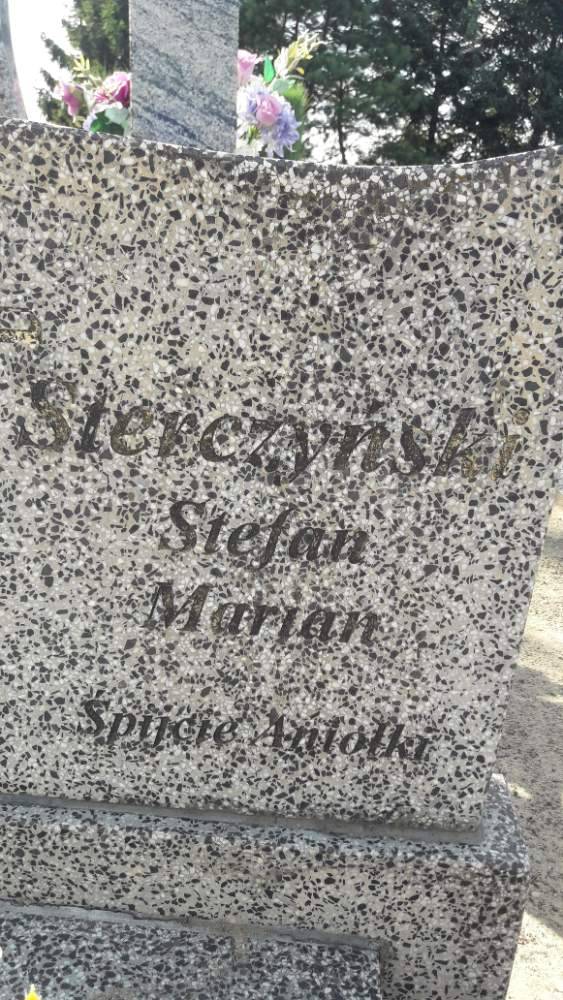 Sierczyński
Stefan
Marian
Śpijcie Aniołki